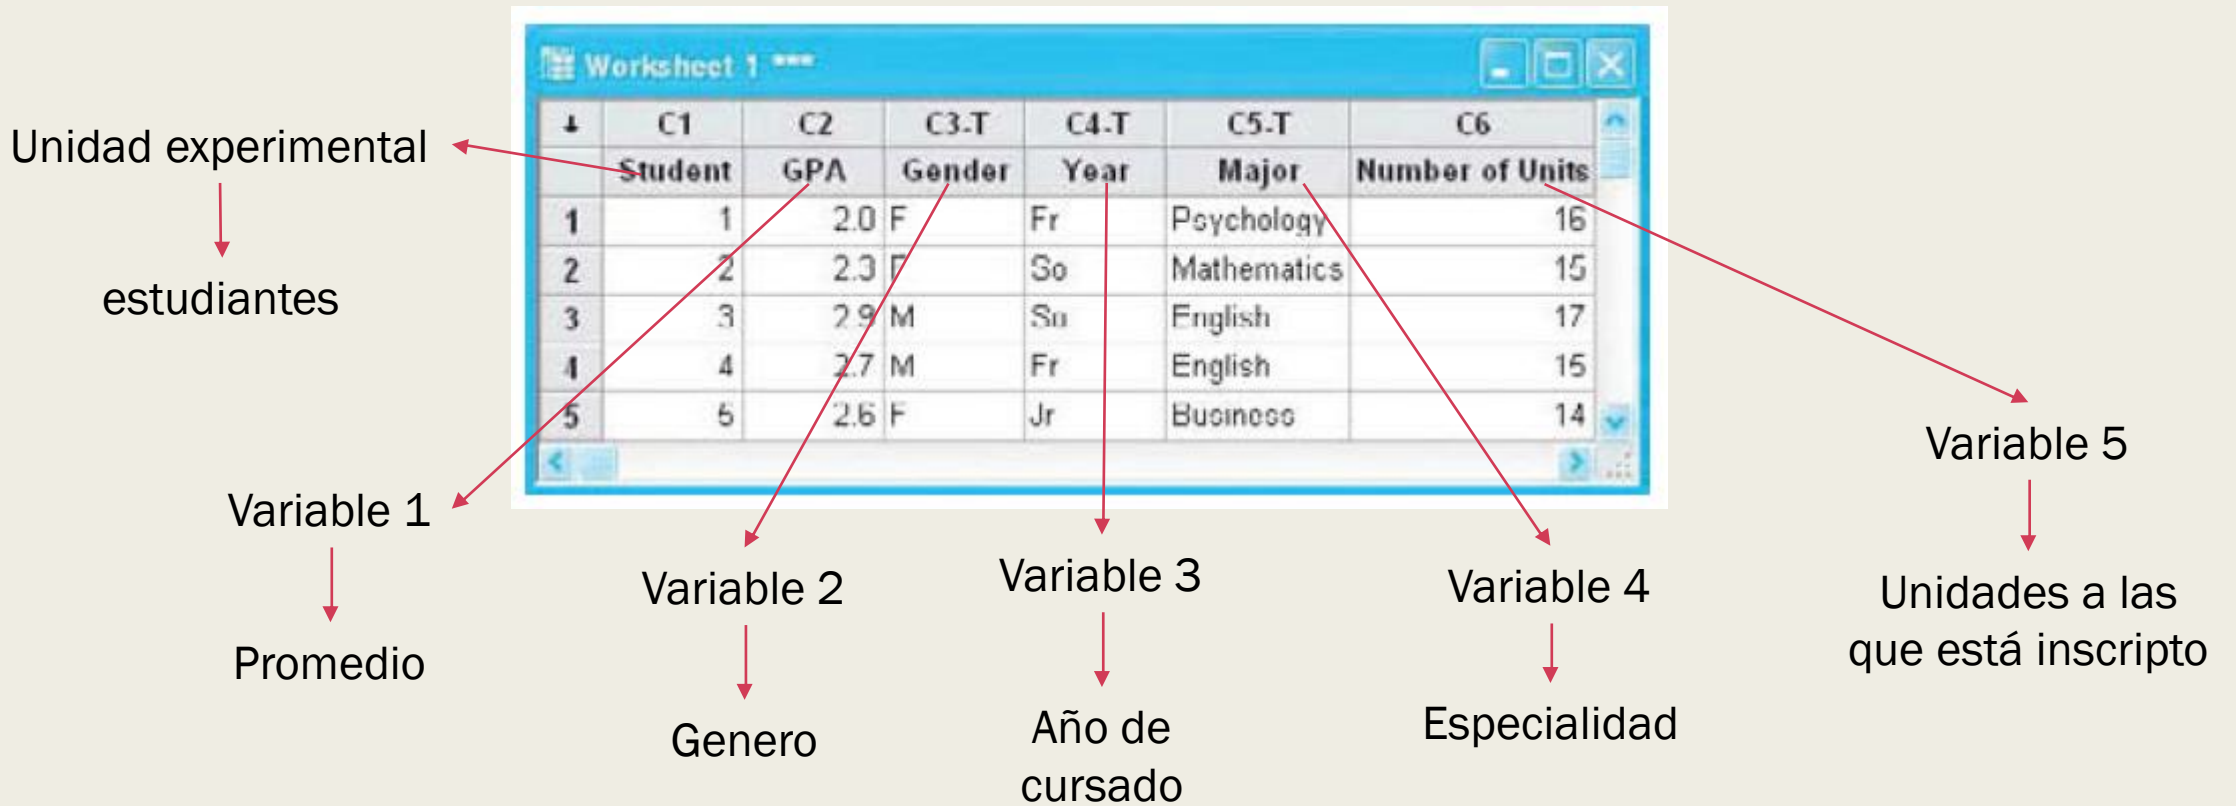 Worksheet 1 ***
C1 C2 C3-T C4-T C5-T C6
Student GPA Gender Year Major Number of Units
1 1 2.0 F Fr Psychology 16
2 2 2.3 F So Mathematics 15
3 3 2.9 M So English 17
4 4 2.7 M Fr English 15
5 5 2.6 F Jr Business 14
Unidad experimental
estudiantes
Variable 1
Promedio
Variable 2
Genero
Variable 3
Año de
cursado
Variable 4
Especialidad
Variable 5
Unidades a las
que está inscripto